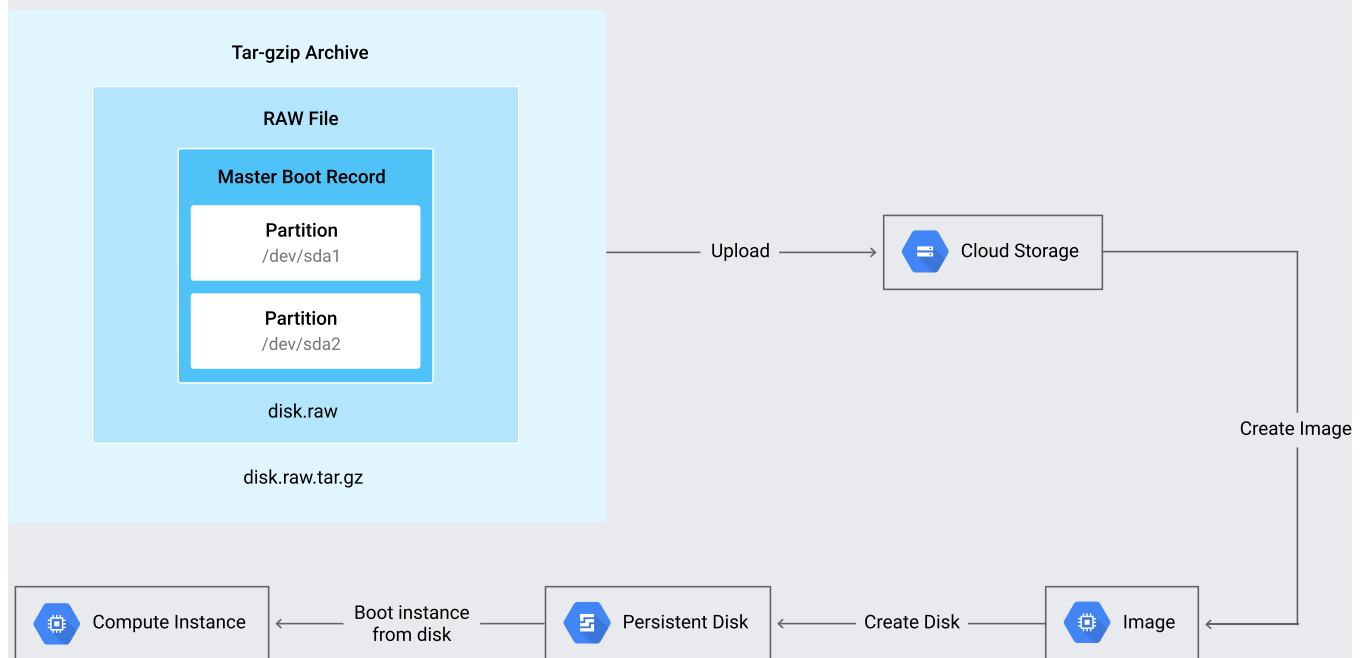 Tar-gzip Archive
RAW File
Master Boot Record
Partition
/dev/sda1
Partition
/dev/sda2
disk.raw
disk.raw.tar.gz
Upload
Cloud Storage
Create Image
Compute Instance
Boot instance
from disk
Persistent Disk
Create Disk
Image